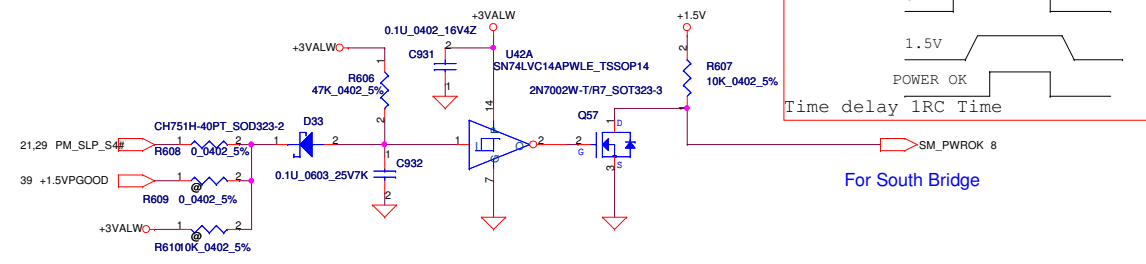 +3VALW
+1.5V
0.1U_0402_16V4Z
+3VALW
2
C931
1
U42A
SN74LVC14APWLE_TSSOP14
1
R606
47K_0402_5%
2
2
R607
10K_0402_5%
1
1.5V
POWER OK
Time delay 1RC Time
2N7002W-T/R7_SOT323-3
14
Q57
CH751H-40PT_SOD323-2
D33
1
D
21,29 PM_SLP_S4#
1
2
R608 0_0402_5%
1
2
1
I
O
2
2
G
S
3
SM_PWROK 8
P
G
7
1
C932
0.1U_0603_25V7K
2
39 +1.5VPGOOD
1
2
@
R609 0_0402_5%
For South Bridge
+3VALW
1
2
@
R610 10K_0402_5%